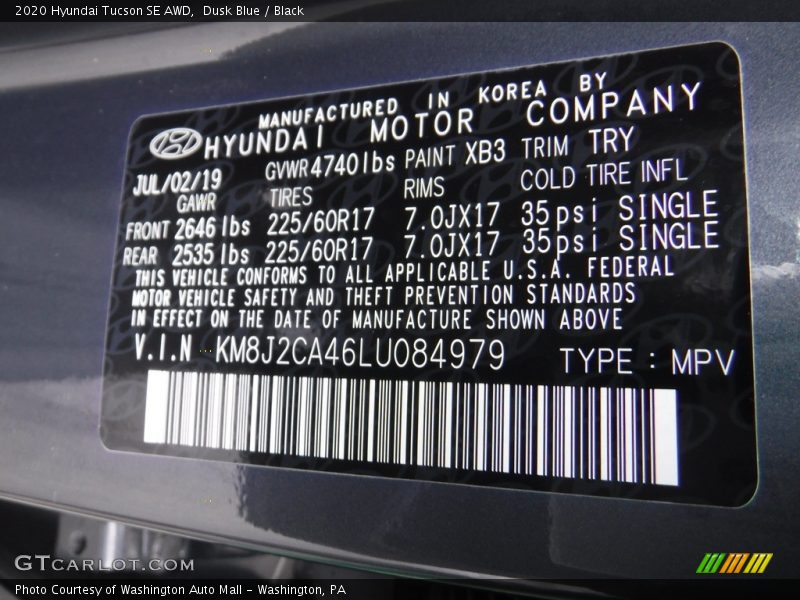 2020 Hyundai Tucson SE AWD, Dusk Blue / Black
MANUFACTURED IN KOREA BY
HYUNDAI MOTOR COMPANY
JUL/02/19 GVWR 4740lbs PAINT XB3 TRIM TRY
GAWR TIRES RIMS COLD TIRE INFL
FRONT 2646 lbs 225/60R17 7.0JX17 35psi SINGLE
REAR 2535 lbs 225/60R17 7.0JX17 35psi SINGLE
THIS VEHICLE CONFORMS TO ALL APPLICABLE U.S.A. FEDERAL
MOTOR VEHICLE SAFETY AND THEFT PREVENTION STANDARDS
IN EFFECT ON THE DATE OF MANUFACTURE SHOWN ABOVE
V.I.N KM8J2CA46LU084979 TYPE : MPV
GTCARLOT.COM
Photo Courtesy of Washington Auto Mall - Washington, PA